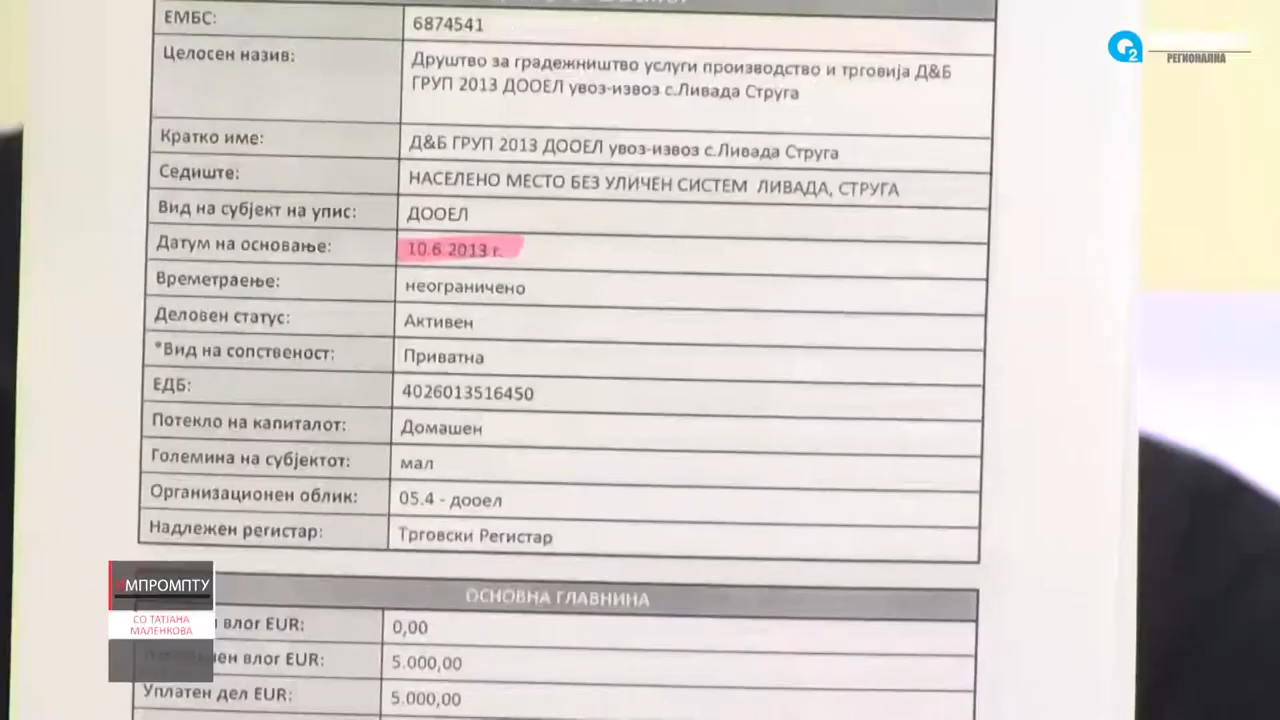 ЕМБС: 6874541
Целосен назив: Друштво за градежништво услуги производство и трговија Д&Б
ГРУП 2013 ДООЕЛ увоз-извоз с.Ливада Струга
Кратко име: Д&Б ГРУП 2013 ДООЕЛ увоз-извоз с.Ливада Струга
Седиште: НАСЕЛЕНО МЕСТО БЕЗ УЛИЧЕН СИСТЕМ ЛИВАДА, СТРУГА
Вид на субјект на упис: ДООЕЛ
Датум на основање: 10.6.2013 г.
Времетраење: неограничено
Деловен статус: Активен
*Вид на сопственост: Приватна
ЕДБ: 4026013516450
Потекло на капиталот: Домашен
Големина на субјектот: мал
Организационен облик: 05.4 - дооел
Надлежен регистар: Трговски Регистар
ОСНОВНА ГЛАВНИНА
влог EUR: 0,00
влог EUR: 5.000,00
Уплатен дел EUR: 5.000,00
ИМПРОМПТУ
СО ТАТЈАНА
МАЛЕНКОВА
2
РЕГИОНАЛНА